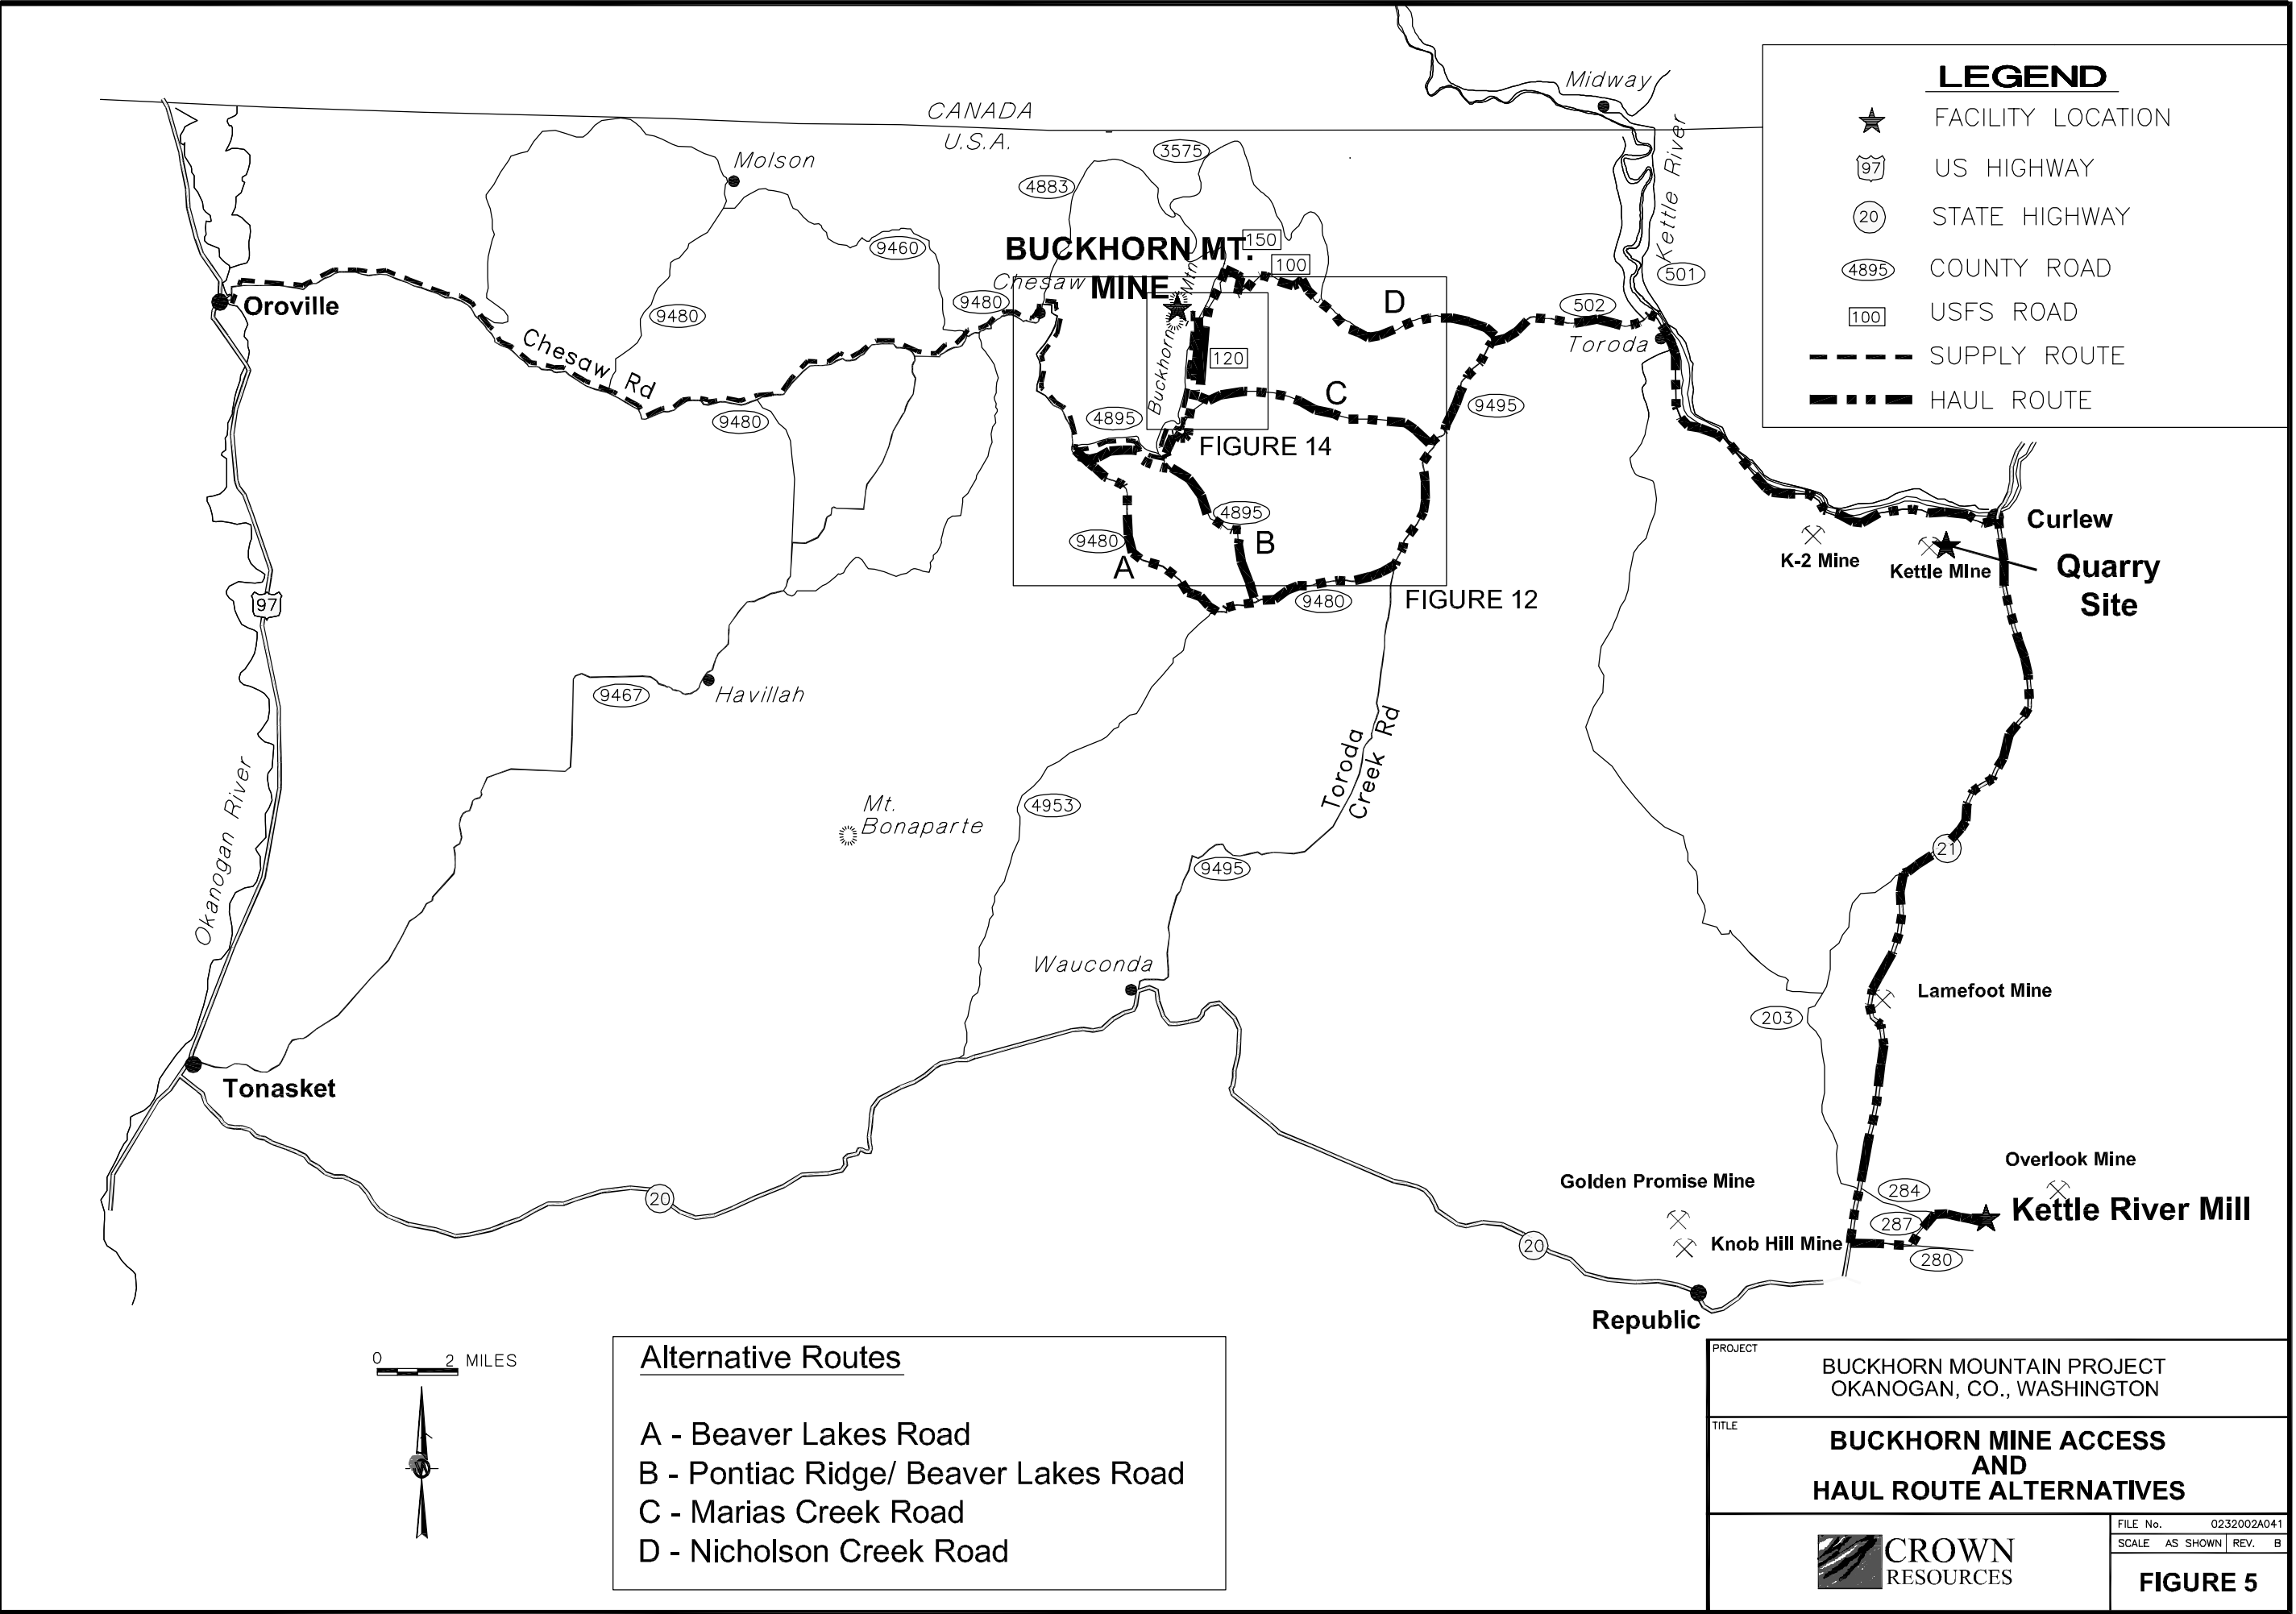 CANADA
U.S.A.
Midway
Molson
3575
4883
Kettle River
BUCKHORN MT.
MINE
150
100
9460
Chesaw
Mtn
Buckhorn
501
Oroville
9480
9480
D
502
Toroda
Chesaw Rd
120
C
9480
4895
9495
FIGURE 14
4895
9480
B
A
9480
FIGURE 12
Curlew
K-2 Mine
Kettle MIne
Quarry
Site
97
9467
Havillah
Okanogan River
Mt.
Bonaparte
4953
Toroda
Creek Rd
9495
21
Wauconda
Lamefoot Mine
203
Tonasket
20
20
Golden Promise Mine
Knob Hill Mine
Overlook Mine
284
Kettle River Mill
287
280
Republic
LEGEND
FACILITY LOCATION
97
US HIGHWAY
20
STATE HIGHWAY
4895
COUNTY ROAD
100
USFS ROAD
SUPPLY ROUTE
HAUL ROUTE
0 2 MILES
N
Alternative Routes
A - Beaver Lakes Road
B - Pontiac Ridge/ Beaver Lakes Road
C - Marias Creek Road
D - Nicholson Creek Road
PROJECT
BUCKHORN MOUNTAIN PROJECT
OKANOGAN, CO., WASHINGTON
TITLE
BUCKHORN MINE ACCESS
AND
HAUL ROUTE ALTERNATIVES
CROWN
RESOURCES
FILE No. 0232002A041
SCALE AS SHOWN REV. B
FIGURE 5